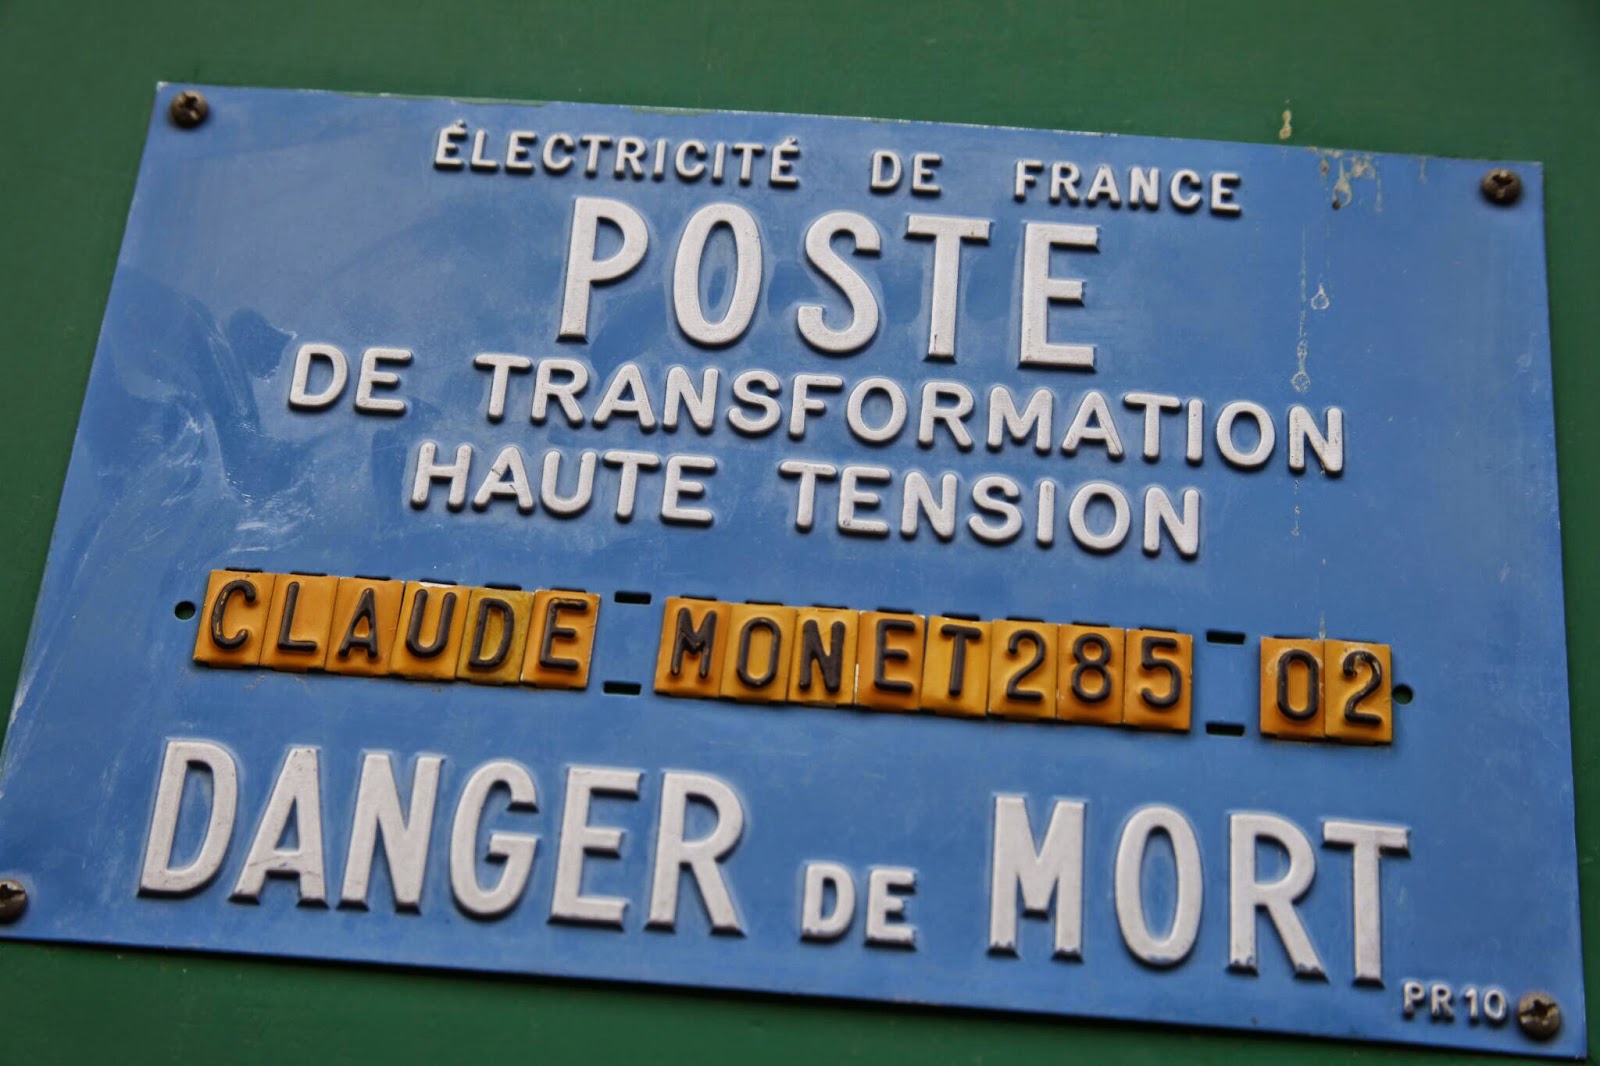 ÉLECTRICITÉ DE FRANCE
POSTE
DE TRANSFORMATION
HAUTE TENSION
CLAUDE MONET285 02
DANGER DE MORT
PR10